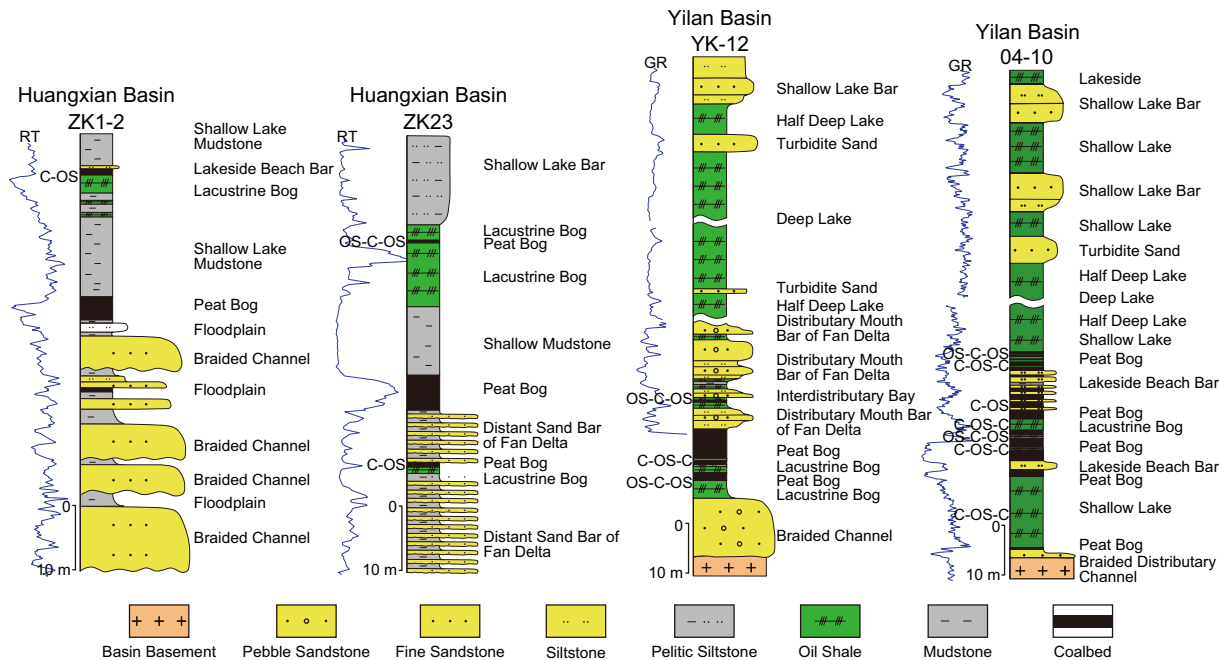 Huangxian Basin
ZK1-2
RT
Shallow Lake
Mudstone
Lakeside Beach Bar
C-OS
Lacustrine Bog
Shallow Lake
Mudstone
Peat Bog
Floodplain
Braided Channel
Floodplain
Braided Channel
Braided Channel
Floodplain
0
Braided Channel
10 m
Huangxian Basin
ZK23
RT
Shallow Lake Bar
Lacustrine Bog
OS-C-OS
Peat Bog
Lacustrine Bog
Shallow Mudstone
Peat Bog
Distant Sand Bar
of Fan Delta
C-OS
Peat Bog
Lacustrine Bog
0
Distant Sand Bar of
Fan Delta
10 m
Yilan Basin
YK-12
GR
Shallow Lake Bar
Half Deep Lake
Turbidite Sand
Deep Lake
Turbidite Sand
Half Deep Lake
Distributary Mouth
Bar of Fan Delta
Distributary Mouth
Bar of Fan Delta
OS-C-OS
Interdistributary Bay
Distributary Mouth Bar
of Fan Delta
Peat Bog
C-OS-C
Lacustrine Bog
OS-C-OS
Peat Bog
Lacustrine Bog
0
Braided Channel
10 m
Yilan Basin
04-10
GR
Lakeside
Shallow Lake Bar
Shallow Lake
Shallow Lake Bar
Shallow Lake
Turbidite Sand
Half Deep Lake
Deep Lake
Half Deep Lake
Shallow Lake
OS-C-OS
Peat Bog
C-OS-C
Lakeside Beach Bar
C-OS
Peat Bog
C-OS-C
Lacustrine Bog
OS-C-OS
Peat Bog
C-OS-C
Lakeside Beach Bar
Peat Bog
Shallow Lake
C-OS-C
0
Peat Bog
Braided Distributary
Channel
10 m
Basin Basement
Pebble Sandstone
Fine Sandstone
Siltstone
Pelitic Siltstone
Oil Shale
Mudstone
Coalbed